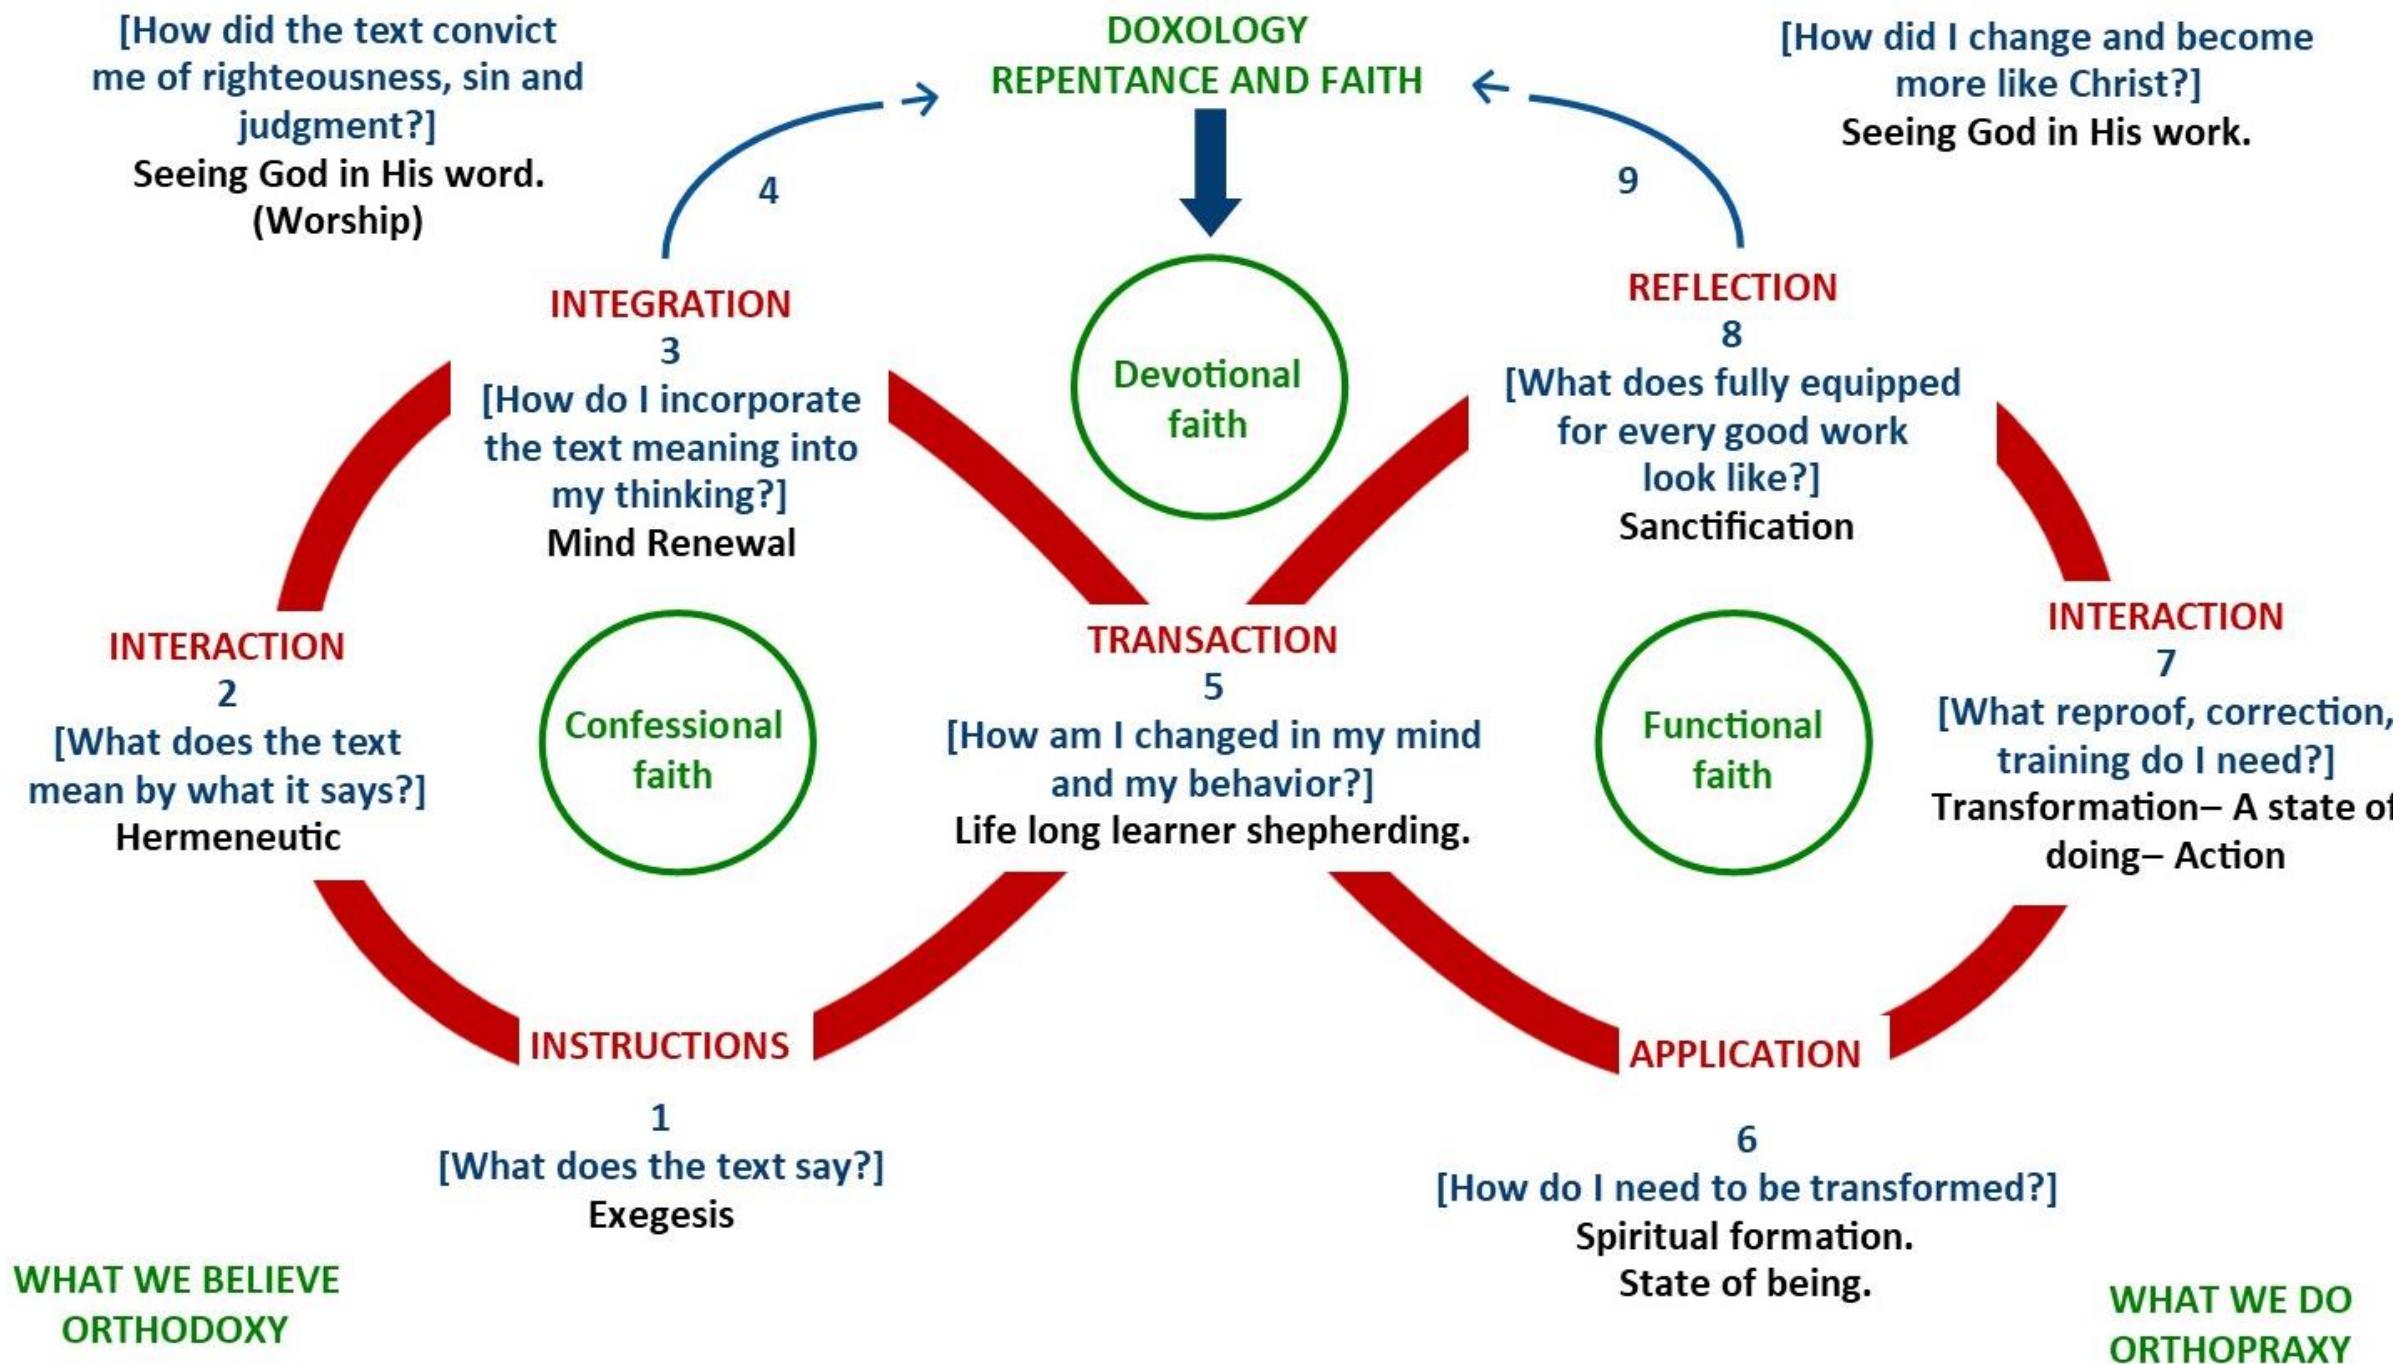 [How did the text convict
me of righteousness, sin and
judgment?]
Seeing God in His word.
(Worship)
DOXOLOGY
REPENTANCE AND FAITH
[How did I change and become
more like Christ?]
Seeing God in His work.
4
9
INTEGRATION
3
[How do I incorporate
the text meaning into
my thinking?]
Mind Renewal
Devotional
faith
REFLECTION
8
[What does fully equipped
for every good work
look like?]
Sanctification
INTERACTION
2
[What does the text
mean by what it says?]
Hermeneutic
Confessional
faith
TRANSACTION
5
[How am I changed in my mind
and my behavior?]
Life long learner shepherding.
Functional
faith
INTERACTION
7
[What reproof, correction,
training do I need?]
Transformation– A state of
doing– Action
INSTRUCTIONS
1
[What does the text say?]
Exegesis
APPLICATION
6
[How do I need to be transformed?]
Spiritual formation.
State of being.
WHAT WE BELIEVE
ORTHODOXY
WHAT WE DO
ORTHOPRAXY